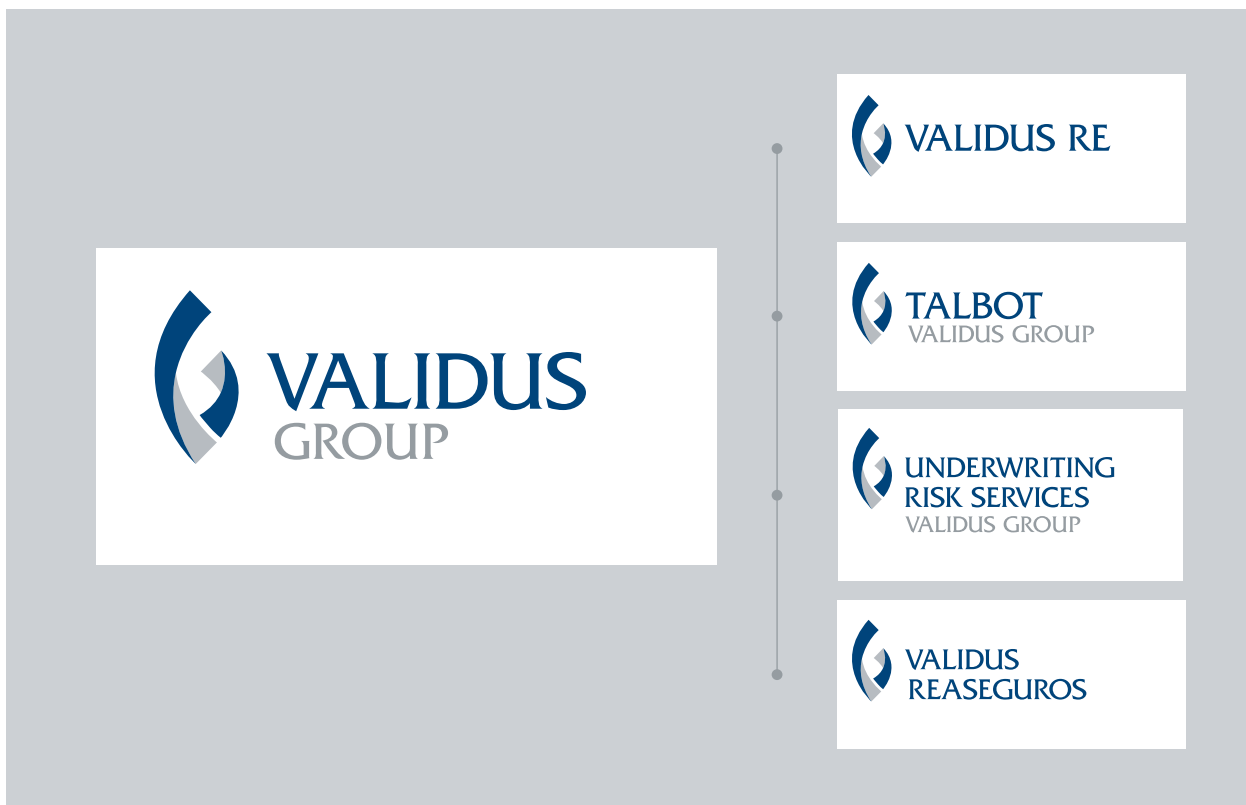 VALIDUS
GROUP
VALIDUS RE
TALBOT
VALIDUS GROUP
UNDERWRITING
RISK SERVICES
VALIDUS GROUP
VALIDUS
REASEGUROS